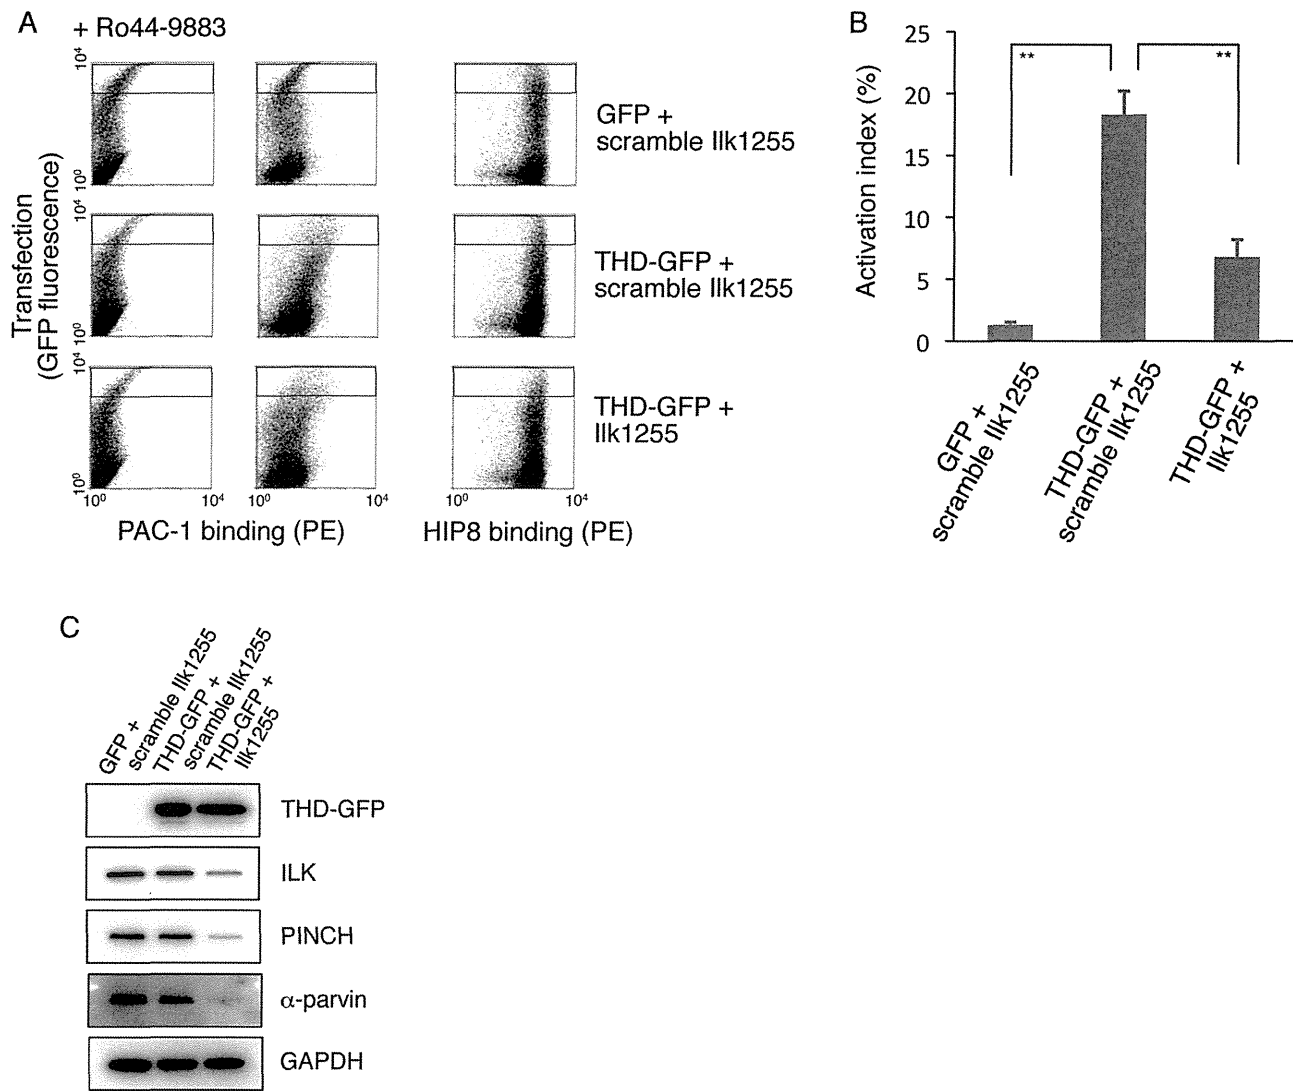 A
+ Ro44-9883
Transfection
(GFP fluorescence)
10⁴
10⁰
10⁴
10⁰
10⁴
10⁰
10⁰
10⁴
10⁰
10⁴
10⁰
10⁴
PAC-1 binding (PE)
HIP8 binding (PE)
GFP +
scramble Ilk1255
THD-GFP +
scramble Ilk1255
THD-GFP +
Ilk1255
B
Activation index (%)
25
20
15
10
5
0
**
**
GFP +
scramble Ilk1255
THD-GFP +
scramble Ilk1255
THD-GFP +
Ilk1255
C
GFP +
scramble Ilk1255
THD-GFP +
scramble Ilk1255
THD-GFP +
Ilk1255
THD-GFP
ILK
PINCH
α-parvin
GAPDH